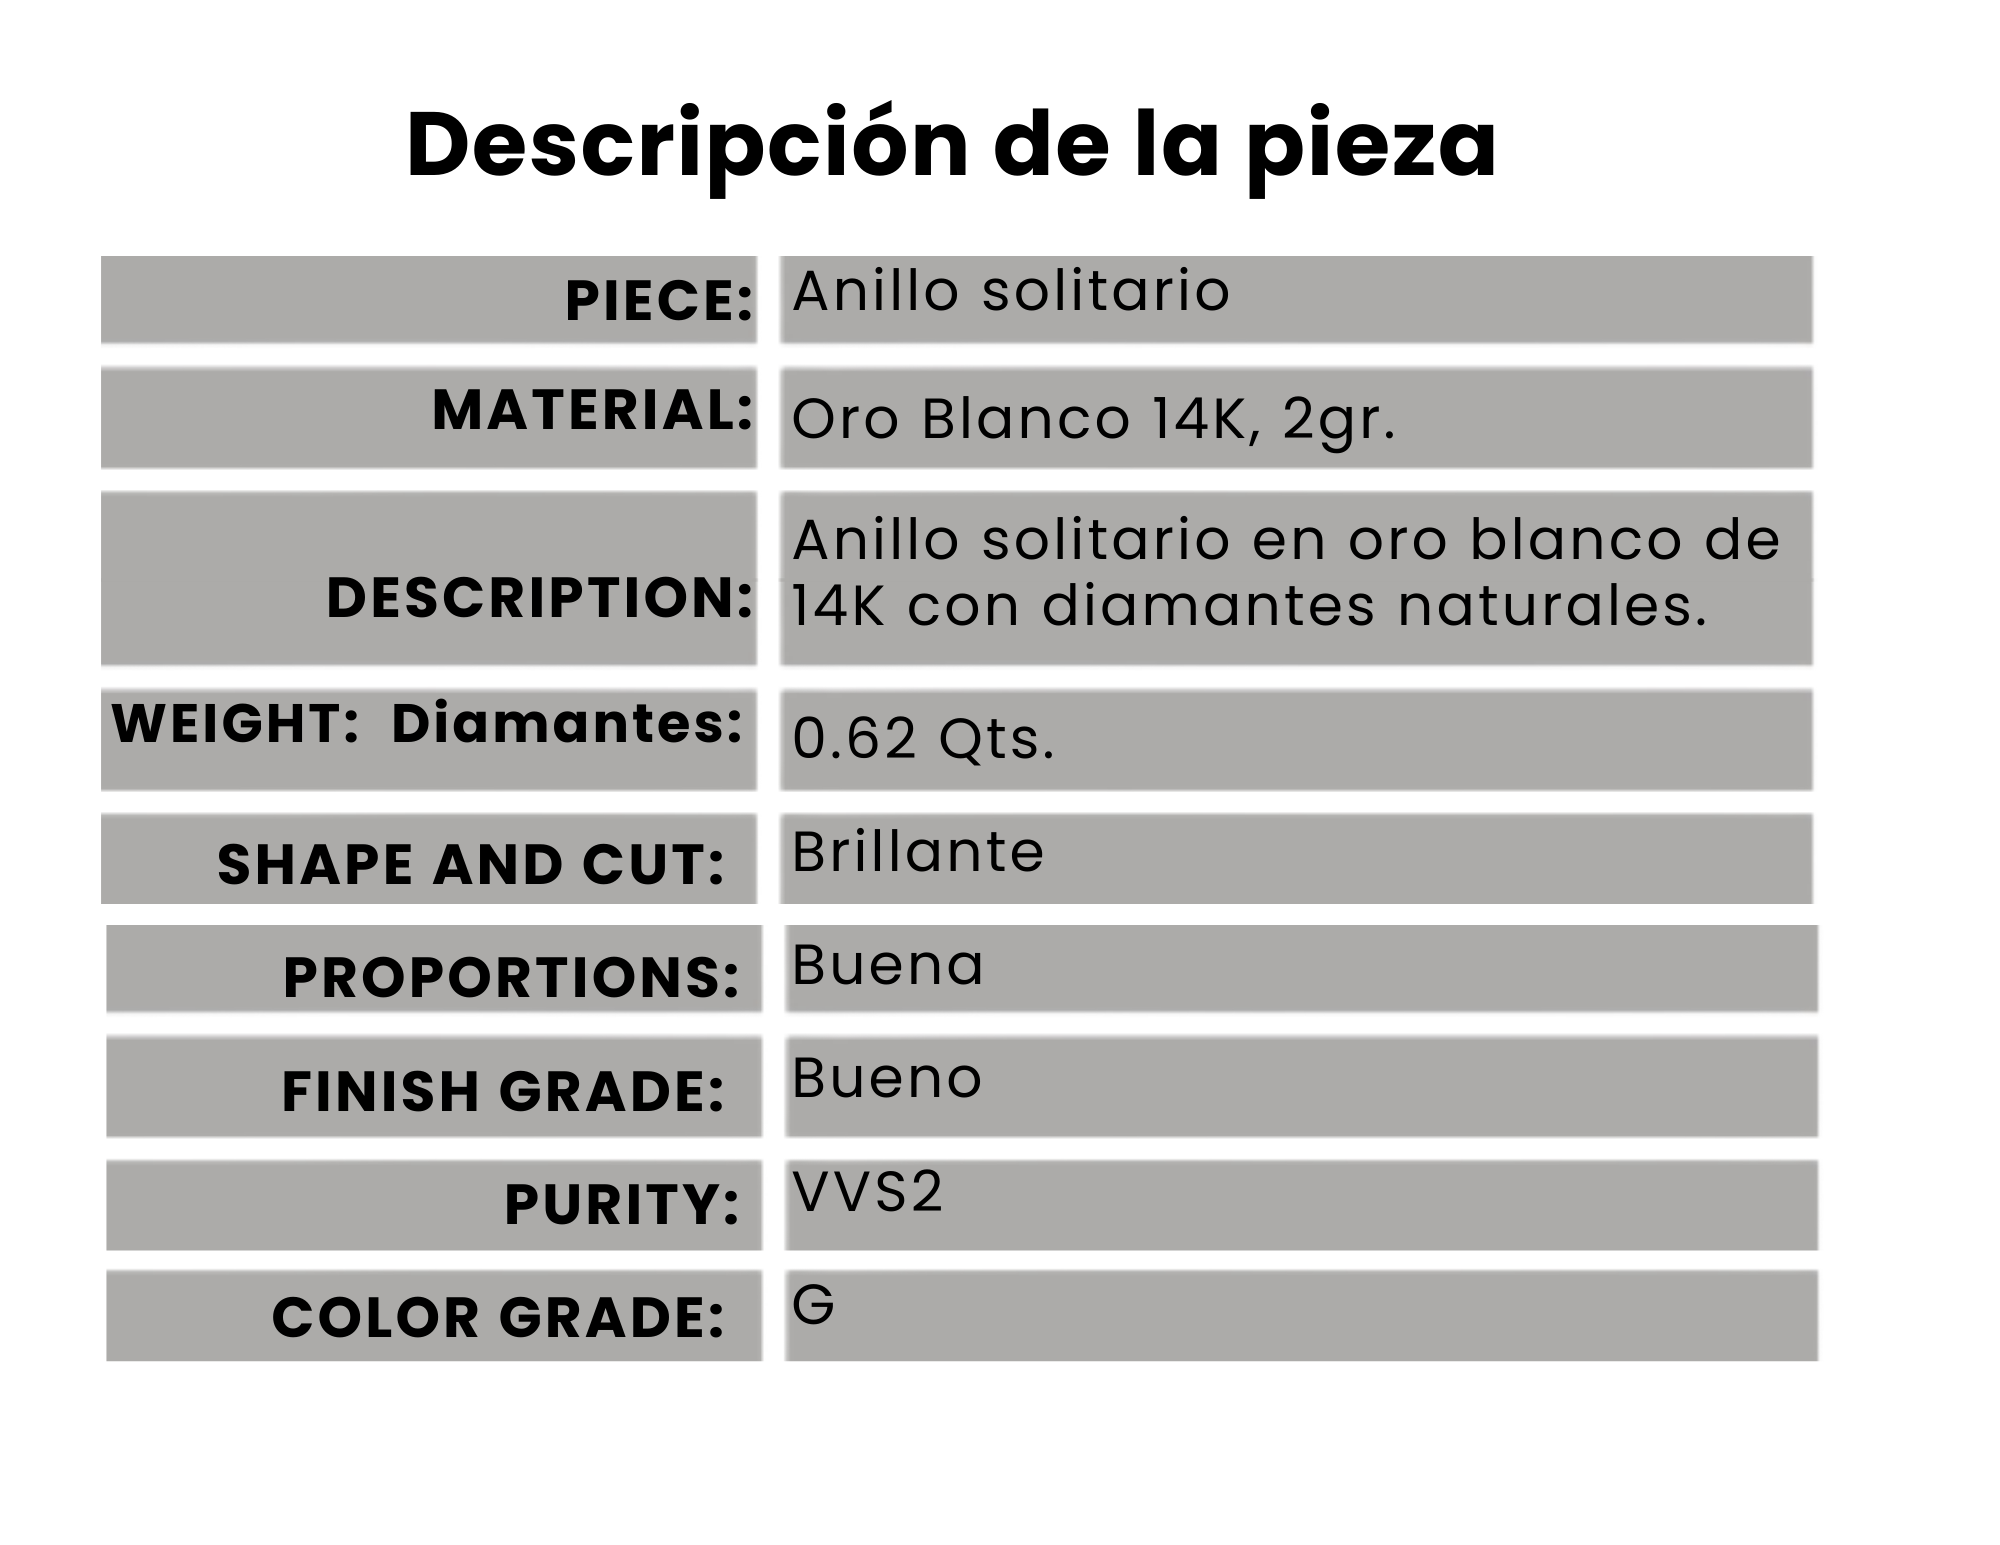 Descripción de la pieza
PIECE: Anillo solitario
MATERIAL: Oro Blanco 14K, 2gr.
Anillo solitario en oro blanco de
DESCRIPTION: 14K con diamantes naturales.
WEIGHT: Diamantes: 0.62 Qts.
SHAPE AND CUT: Brillante
PROPORTIONS: Buena
FINISH GRADE: Bueno
PURITY: VVS2
COLOR GRADE: G